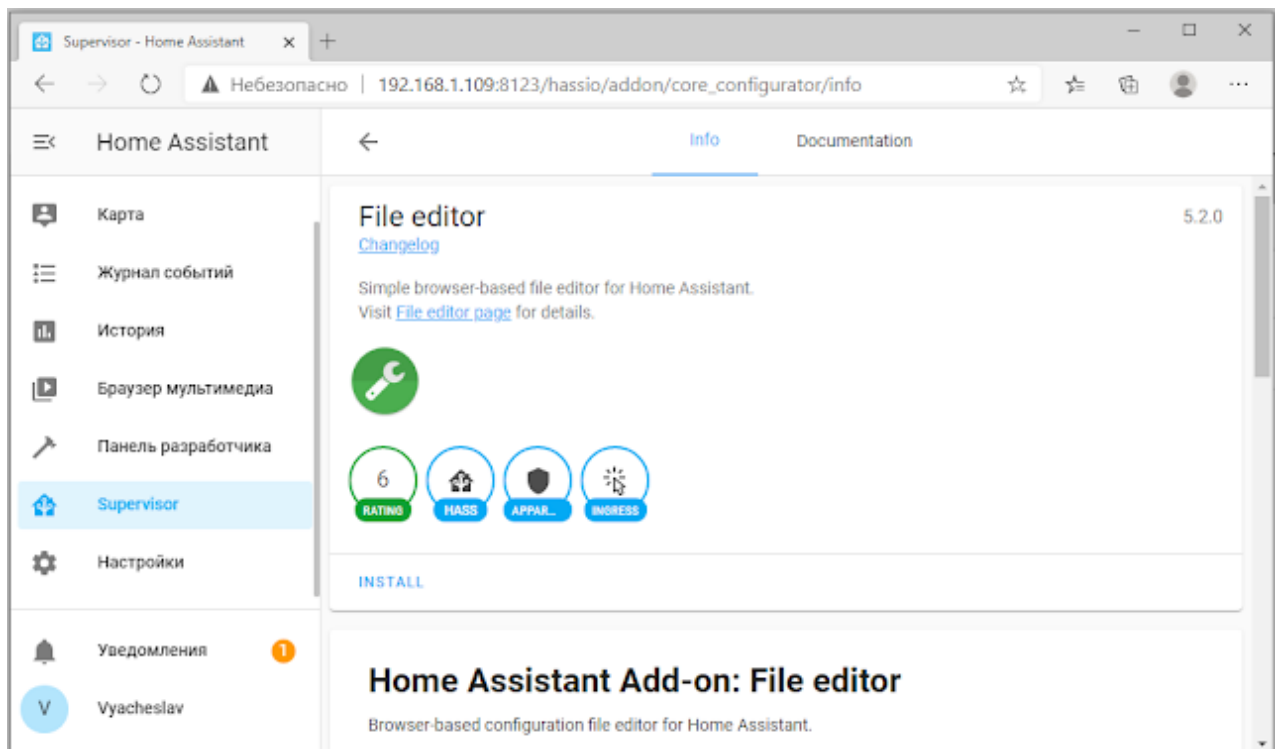 Supervisor - Home Assistant
Небезопасно | 192.168.1.109:8123/hassio/addon/core_configurator/info
Home Assistant
Info
Documentation
Карта
Журнал событий
История
Браузер мультимедиа
Панель разработчика
Supervisor
Настройки
Уведомления
1
V
Vyacheslav
File editor
5.2.0
Changelog
Simple browser-based file editor for Home Assistant.
Visit File editor page for details.
6
RATING
HASS
APPAR...
INGRESS
INSTALL
Home Assistant Add-on: File editor
Browser-based configuration file editor for Home Assistant.